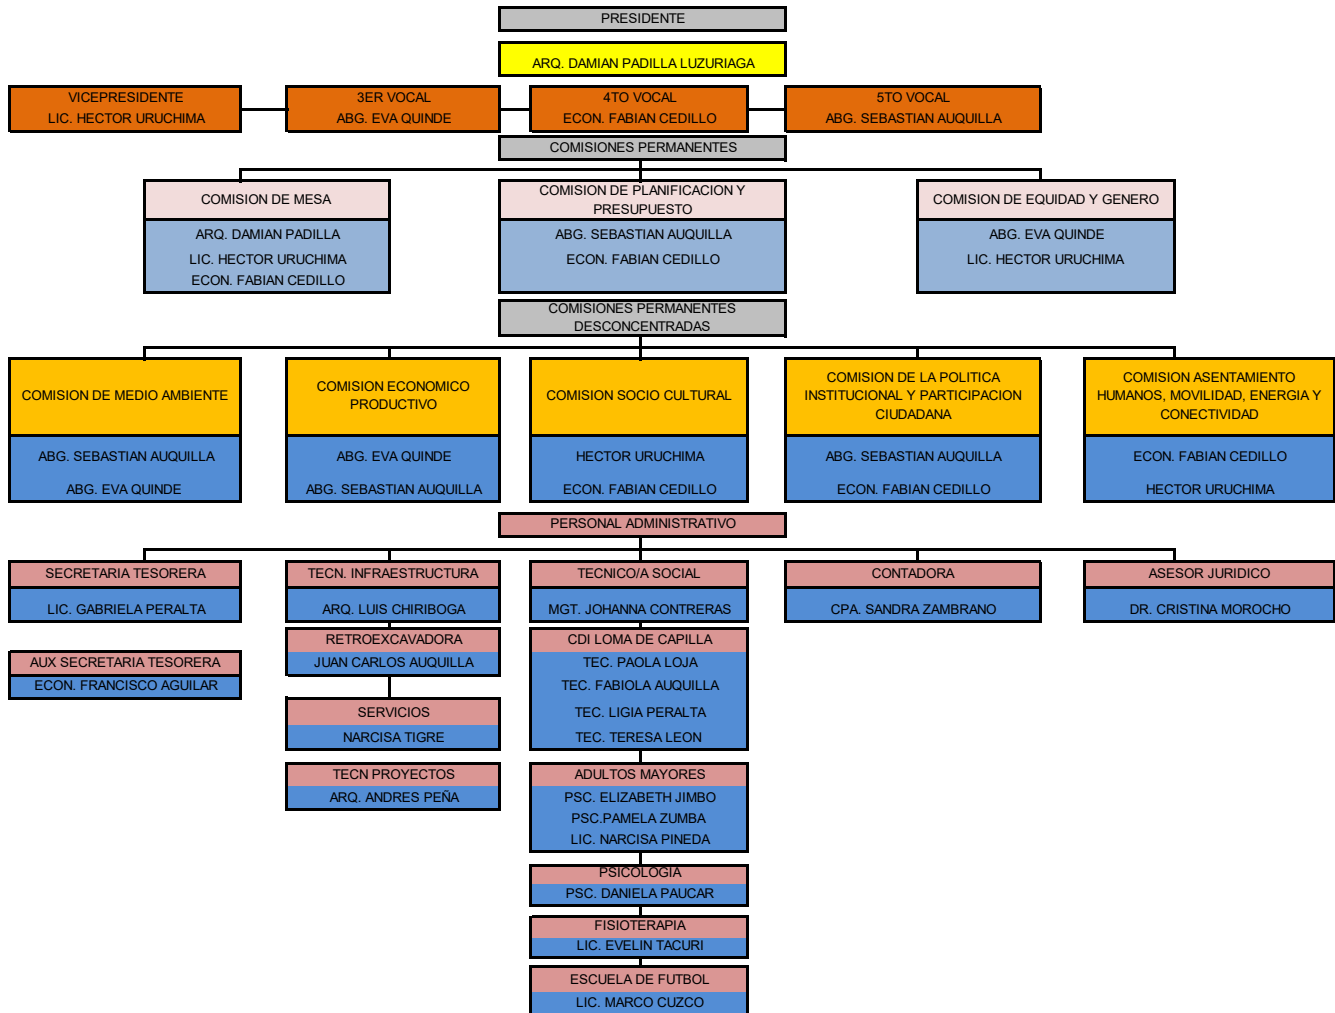 PRESIDENTE
ARQ. DAMIAN PADILLA LUZURIAGA
VICEPRESIDENTE
LIC. HECTOR URUCHIMA
3ER VOCAL
ABG. EVA QUINDE
4TO VOCAL
ECON. FABIAN CEDILLO
5TO VOCAL
ABG. SEBASTIAN AUQUILLA
COMISIONES PERMANENTES
COMISION DE MESA
ARQ. DAMIAN PADILLA
LIC. HECTOR URUCHIMA
ECON. FABIAN CEDILLO
COMISION DE PLANIFICACION Y
PRESUPUESTO
ABG. SEBASTIAN AUQUILLA
ECON. FABIAN CEDILLO
COMISION DE EQUIDAD Y GENERO
ABG. EVA QUINDE
LIC. HECTOR URUCHIMA
COMISIONES PERMANENTES
DESCONCENTRADAS
COMISION DE MEDIO AMBIENTE
ABG. SEBASTIAN AUQUILLA
ABG. EVA QUINDE
COMISION ECONOMICO
PRODUCTIVO
ABG. EVA QUINDE
ABG. SEBASTIAN AUQUILLA
COMISION SOCIO CULTURAL
HECTOR URUCHIMA
ECON. FABIAN CEDILLO
COMISION DE LA POLITICA
INSTITUCIONAL Y PARTICIPACION
CIUDADANA
ABG. SEBASTIAN AUQUILLA
ECON. FABIAN CEDILLO
COMISION ASENTAMIENTO
HUMANOS, MOVILIDAD, ENERGIA Y
CONECTIVIDAD
ECON. FABIAN CEDILLO
HECTOR URUCHIMA
PERSONAL ADMINISTRATIVO
SECRETARIA TESORERA
LIC. GABRIELA PERALTA
AUX SECRETARIA TESORERA
ECON. FRANCISCO AGUILAR
TECN. INFRAESTRUCTURA
ARQ. LUIS CHIRIBOGA
RETROEXCAVADORA
JUAN CARLOS AUQUILLA
SERVICIOS
NARCISA TIGRE
TECN PROYECTOS
ARQ. ANDRES PEÑA
TECNICO/A SOCIAL
MGT. JOHANNA CONTRERAS
CDI LOMA DE CAPILLA
TEC. PAOLA LOJA
TEC. FABIOLA AUQUILLA
TEC. LIGIA PERALTA
TEC. TERESA LEON
ADULTOS MAYORES
PSC. ELIZABETH JIMBO
PSC.PAMELA ZUMBA
LIC. NARCISA PINEDA
PSICOLOGIA
PSC. DANIELA PAUCAR
FISIOTERAPIA
LIC. EVELIN TACURI
ESCUELA DE FUTBOL
LIC. MARCO CUZCO
CONTADORA
CPA. SANDRA ZAMBRANO
ASESOR JURIDICO
DR. CRISTINA MOROCHO